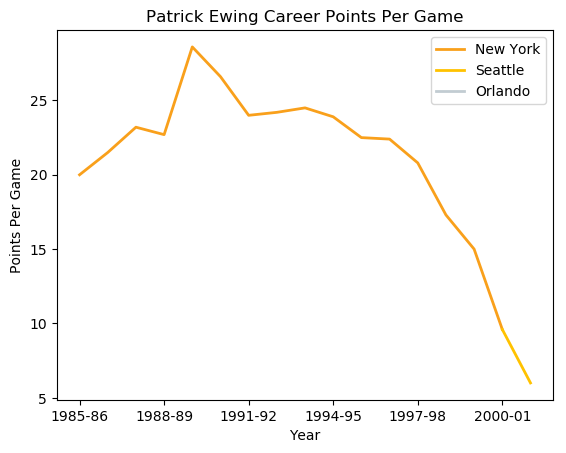 Patrick Ewing Career Points Per Game
New York
Seattle
Orlando
Points Per Game
25
20
15
10
5
1985-86 1988-89 1991-92 1994-95 1997-98 2000-01
Year